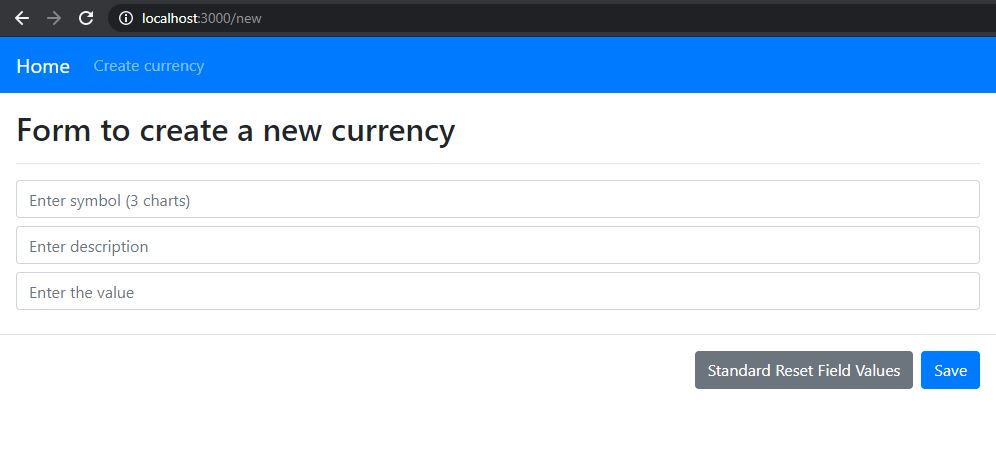 localhost:3000/new
Home Create currency
Form to create a new currency
Enter symbol (3 charts)
Enter description
Enter the value
Standard Reset Field Values Save